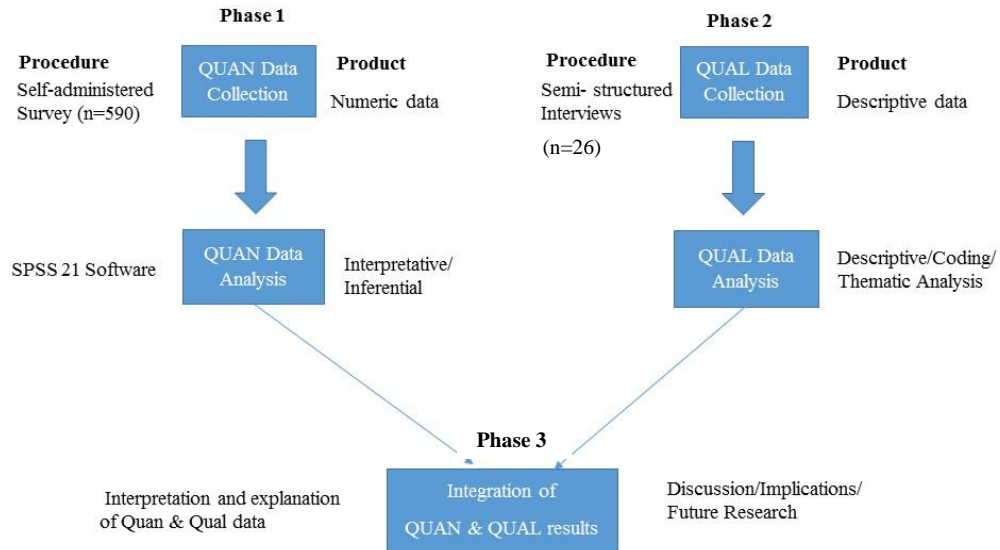 Phase 1
Procedure
Self-administered
Survey (n=590)
QUAN Data
Collection
Product
Numeric data
SPSS 21 Software
QUAN Data
Analysis
Interpretative/
Inferential
Phase 2
Procedure
Semi- structured
Interviews
(n=26)
QUAL Data
Collection
Product
Descriptive data
QUAL Data
Analysis
Descriptive/Coding/
Thematic Analysis
Phase 3
Interpretation and explanation
of Quan & Qual data
Integration of
QUAN & QUAL results
Discussion/Implications/
Future Research